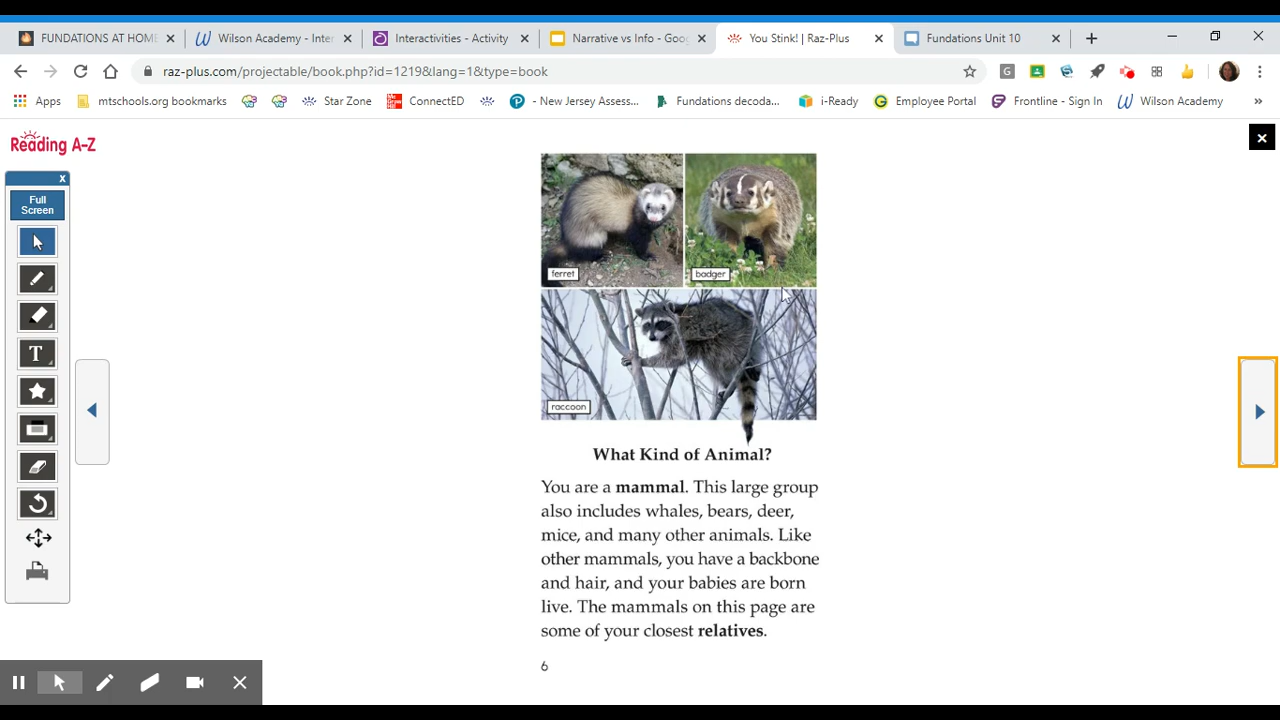 FUNDATIONS AT HOME
Wilson Academy - Inter
Interactivities - Activity
Narrative vs Info - Goog
You Stink! | Raz-Plus
Fundations Unit 10
raz-plus.com/projectable/book.php?id=1219&lang=1&type=book
Apps
mtschools.org bookmarks
Star Zone
ConnectED
- New Jersey Assess...
Fundations decoda...
i-Ready
Employee Portal
Frontline - Sign In
Wilson Academy
»
Reading A-Z
x
Full
Screen
T
ferret
badger
raccoon
What Kind of Animal?
You are a mammal. This large group
also includes whales, bears, deer,
mice, and many other animals. Like
other mammals, you have a backbone
and hair, and your babies are born
live. The mammals on this page are
some of your closest relatives.
6